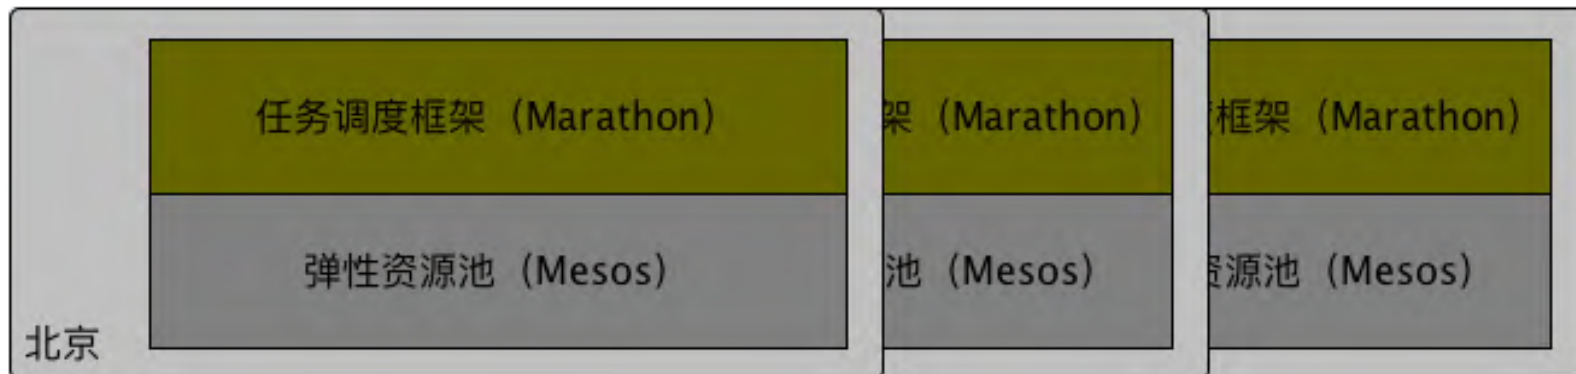 任务调度框架（Marathon）
架（Marathon）
框架（Marathon）
弹性资源池（Mesos）
池（Mesos）
源池（Mesos）
北京